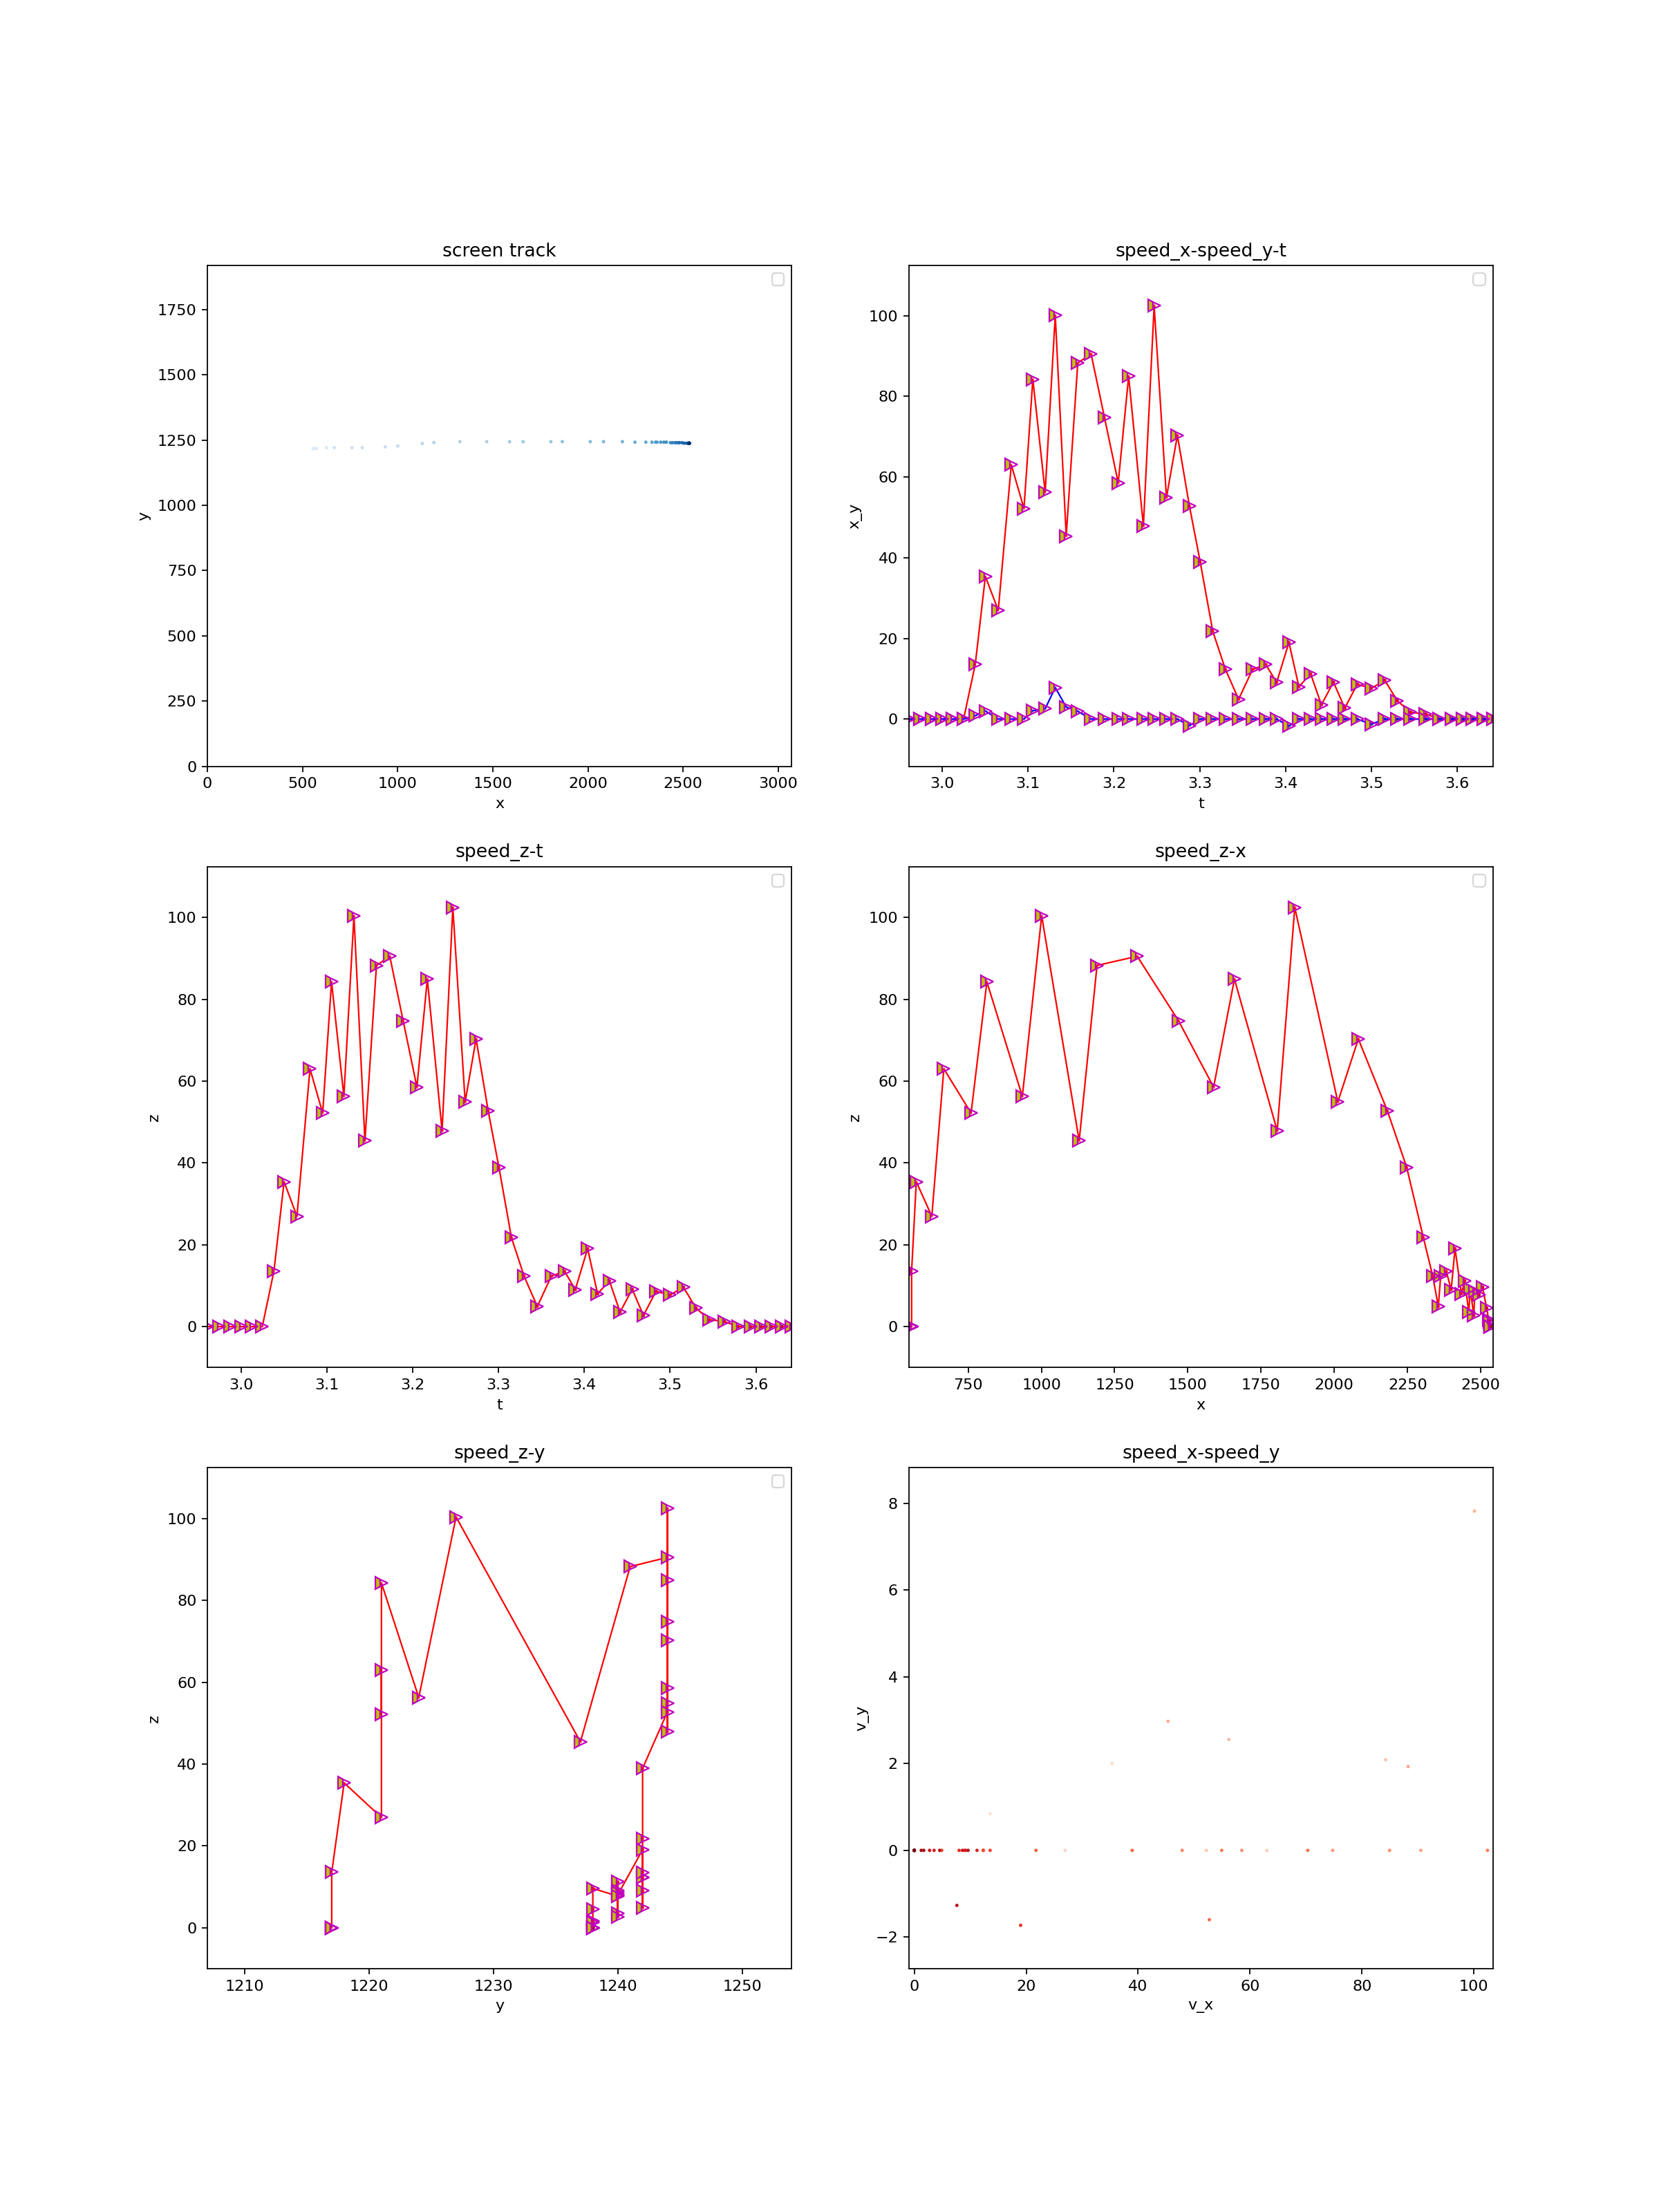 screen track
1750
1500
1250
1000
750
500
250
0
y
0 500 1000 1500 2000 2500 3000
x
speed_x-speed_y-t
100
80
60
40
20
0
x_y
3.0 3.1 3.2 3.3 3.4 3.5 3.6
t
speed_z-t
100
80
60
40
20
0
z
3.0 3.1 3.2 3.3 3.4 3.5 3.6
t
speed_z-x
100
80
60
40
20
0
z
750 1000 1250 1500 1750 2000 2250 2500
x
speed_z-y
100
80
60
40
20
0
z
1210 1220 1230 1240 1250
y
speed_x-speed_y
8
6
4
2
0
−2
v_y
0 20 40 60 80 100
v_x